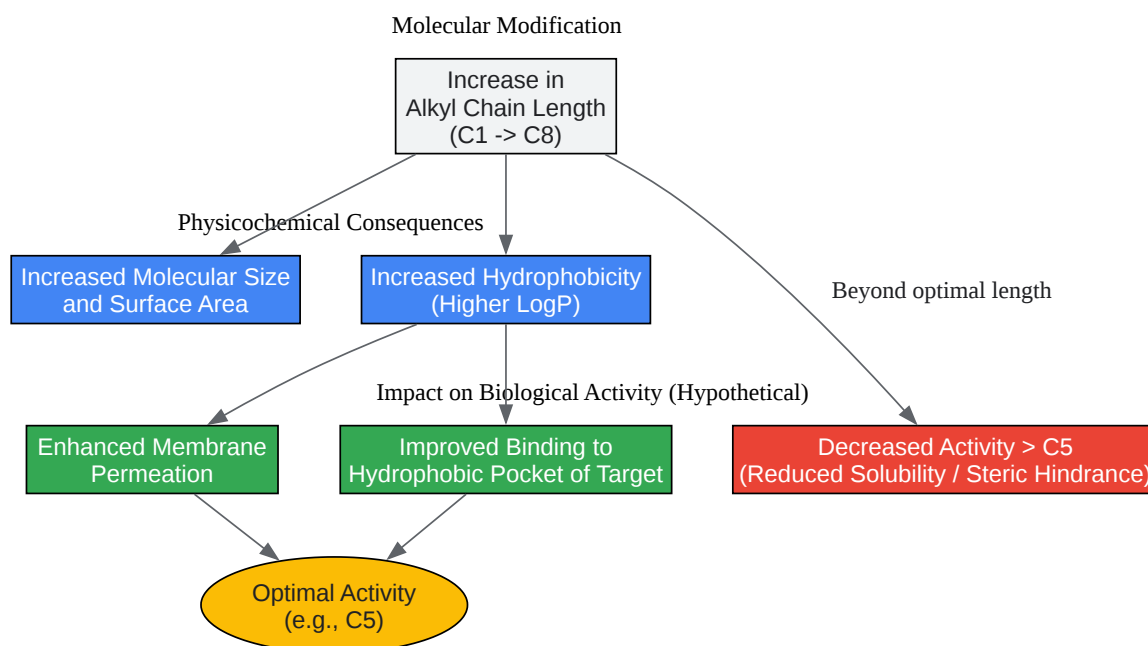 Molecular Modification
Increase in
Alkyl Chain Length
(C1 -> C8)
Physicochemical Consequences
Increased Molecular Size
and Surface Area
Increased Hydrophobicity
(Higher LogP)
Beyond optimal length
Impact on Biological Activity (Hypothetical)
Enhanced Membrane
Permeation
Improved Binding to
Hydrophobic Pocket of Target
Decreased Activity > C5
(Reduced Solubility / Steric Hindrance)
Optimal Activity
(e.g., C5)